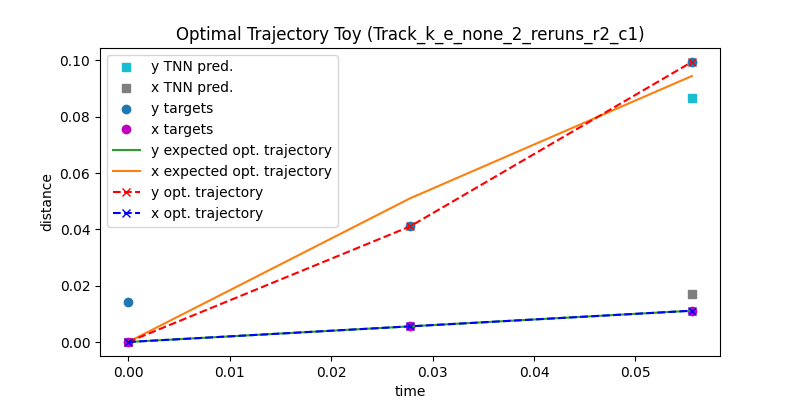 Optimal Trajectory Toy (Track_k_e_none_2_reruns_r2_c1)
y TNN pred.
x TNN pred.
y targets
x targets
y expected opt. trajectory
x expected opt. trajectory
y opt. trajectory
x opt. trajectory
distance
0.10
0.08
0.06
0.04
0.02
0.00
0.00 0.01 0.02 0.03 0.04 0.05
time